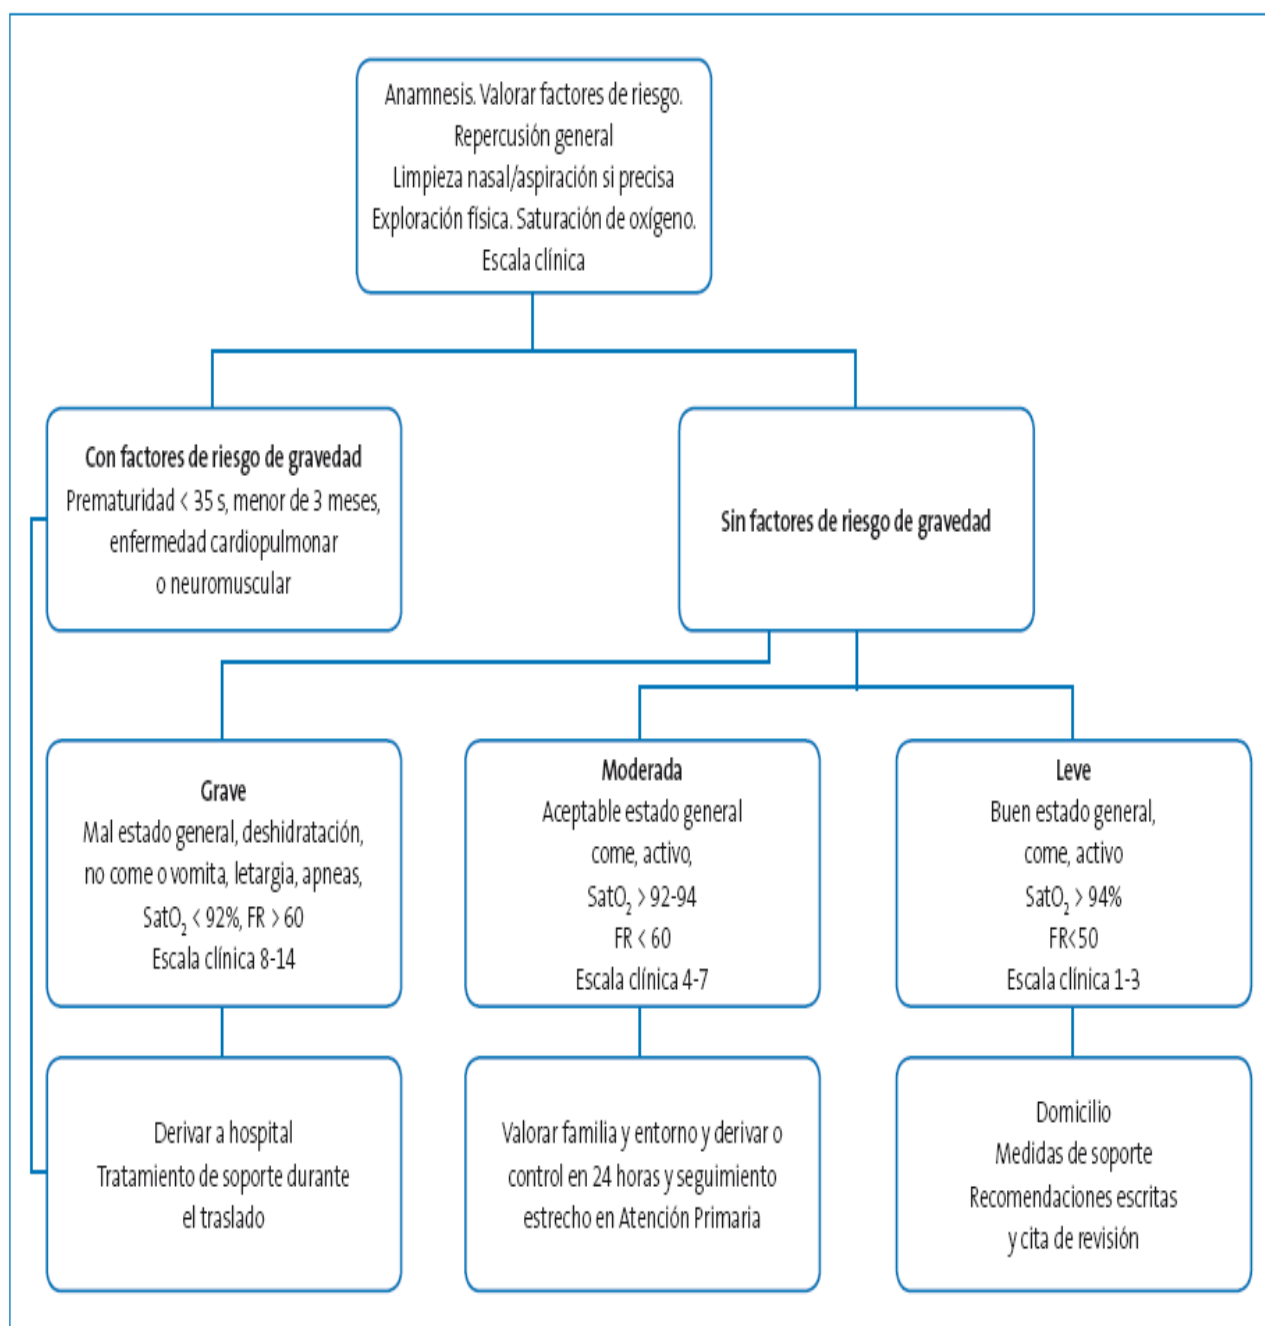 Anamnesis. Valorar factores de riesgo.
Repercusión general
Limpieza nasal/aspiración si precisa
Exploración física. Saturación de oxígeno.
Escala clínica
Con factores de riesgo de gravedad
Prematuridad < 35 s, menor de 3 meses,
enfermedad cardiopulmonar
o neuromuscular
Sin factores de riesgo de gravedad
Grave
Mal estado general, deshidratación,
no come o vomita, letargia, apneas,
SatO₂ < 92%, FR > 60
Escala clínica 8-14
Moderada
Aceptable estado general
come, activo,
SatO₂ > 92-94
FR < 60
Escala clínica 4-7
Leve
Buen estado general,
come, activo
SatO₂ > 94%
FR<50
Escala clínica 1-3
Derivar a hospital
Tratamiento de soporte durante
el traslado
Valorar familia y entorno y derivar o
control en 24 horas y seguimiento
estrecho en Atención Primaria
Domicilio
Medidas de soporte
Recomendaciones escritas
y cita de revisión